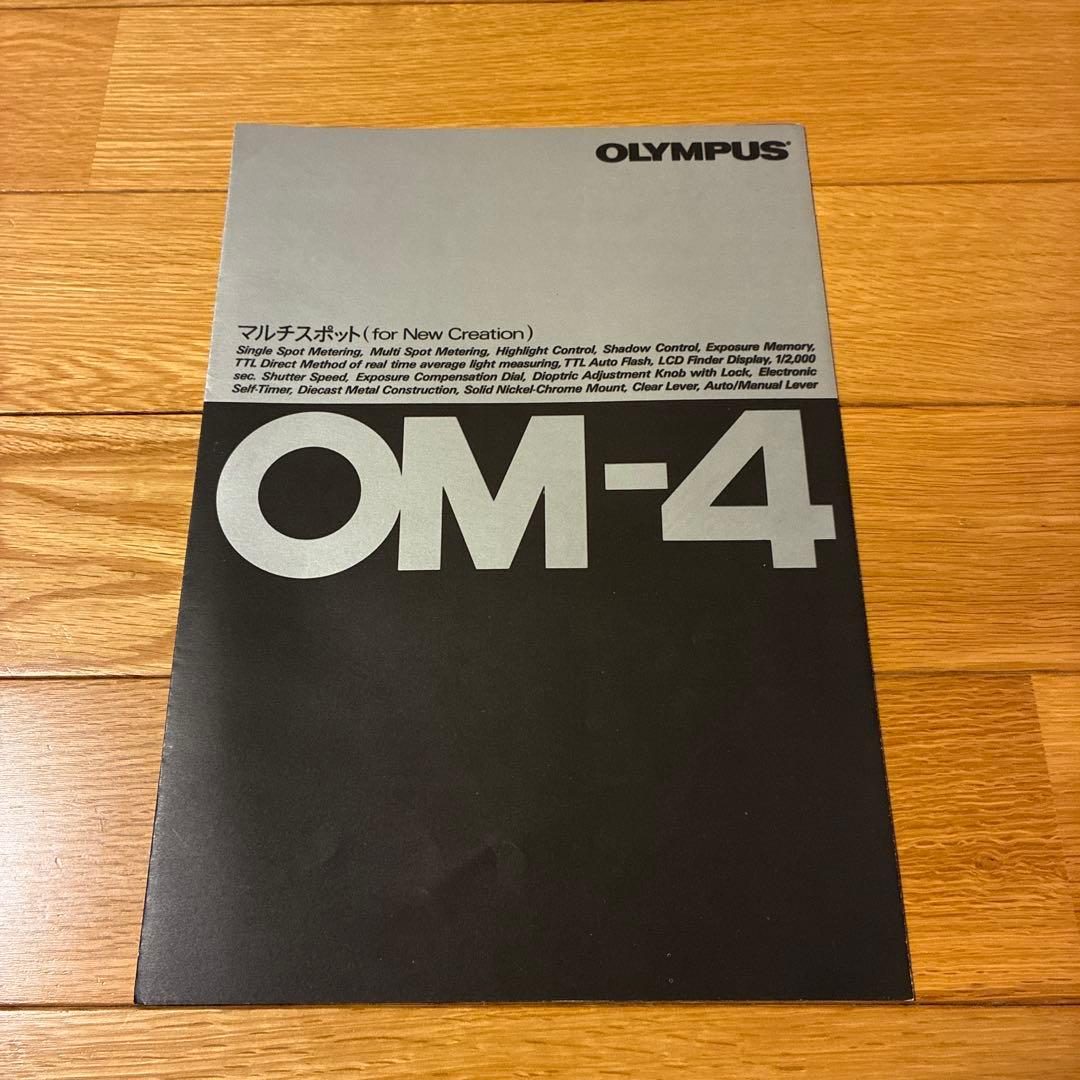 OLYMPUS®
マルチスポット(for New Creation)
Single Spot Metering, Multi Spot Metering, Highlight Control, Shadow Control, Exposure Memory,
TTL Direct Method of real time average light measuring, TTL Auto Flash, LCD Finder Display, 1/2,000
sec. Shutter Speed, Exposure Compensation Dial, Dioptric Adjustment Knob with Lock, Electronic
Self-Timer, Diecast Metal Construction, Solid Nickel-Chrome Mount, Clear Lever, Auto/Manual Lever
OM-4